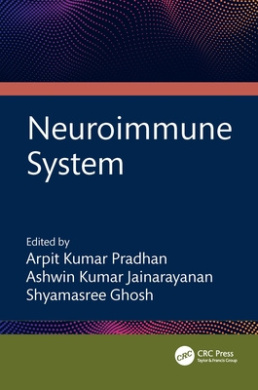 Neuroimmune
System
Edited by
Arpit Kumar Pradhan
Ashwin Kumar Jainarayanan
Shyamasree Ghosh
CRC
CRC Press
Taylor & Francis Group